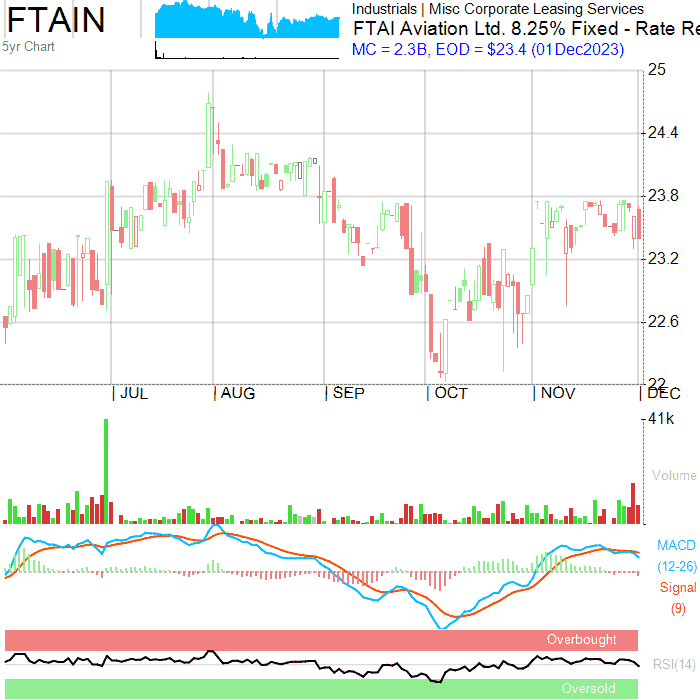 FTAIN
5yr Chart
Industrials | Misc Corporate Leasing Services
FTAI Aviation Ltd. 8.25% Fixed - Rate Re
MC = 2.3B, EOD = $23.4 (01Dec2023)
25
24.4
23.8
23.2
22.6
22
JUL AUG SEP OCT NOV DEC
41k
Volume
MACD
(12-26)
Signal
(9)
Overbought
RSI(14)
Oversold